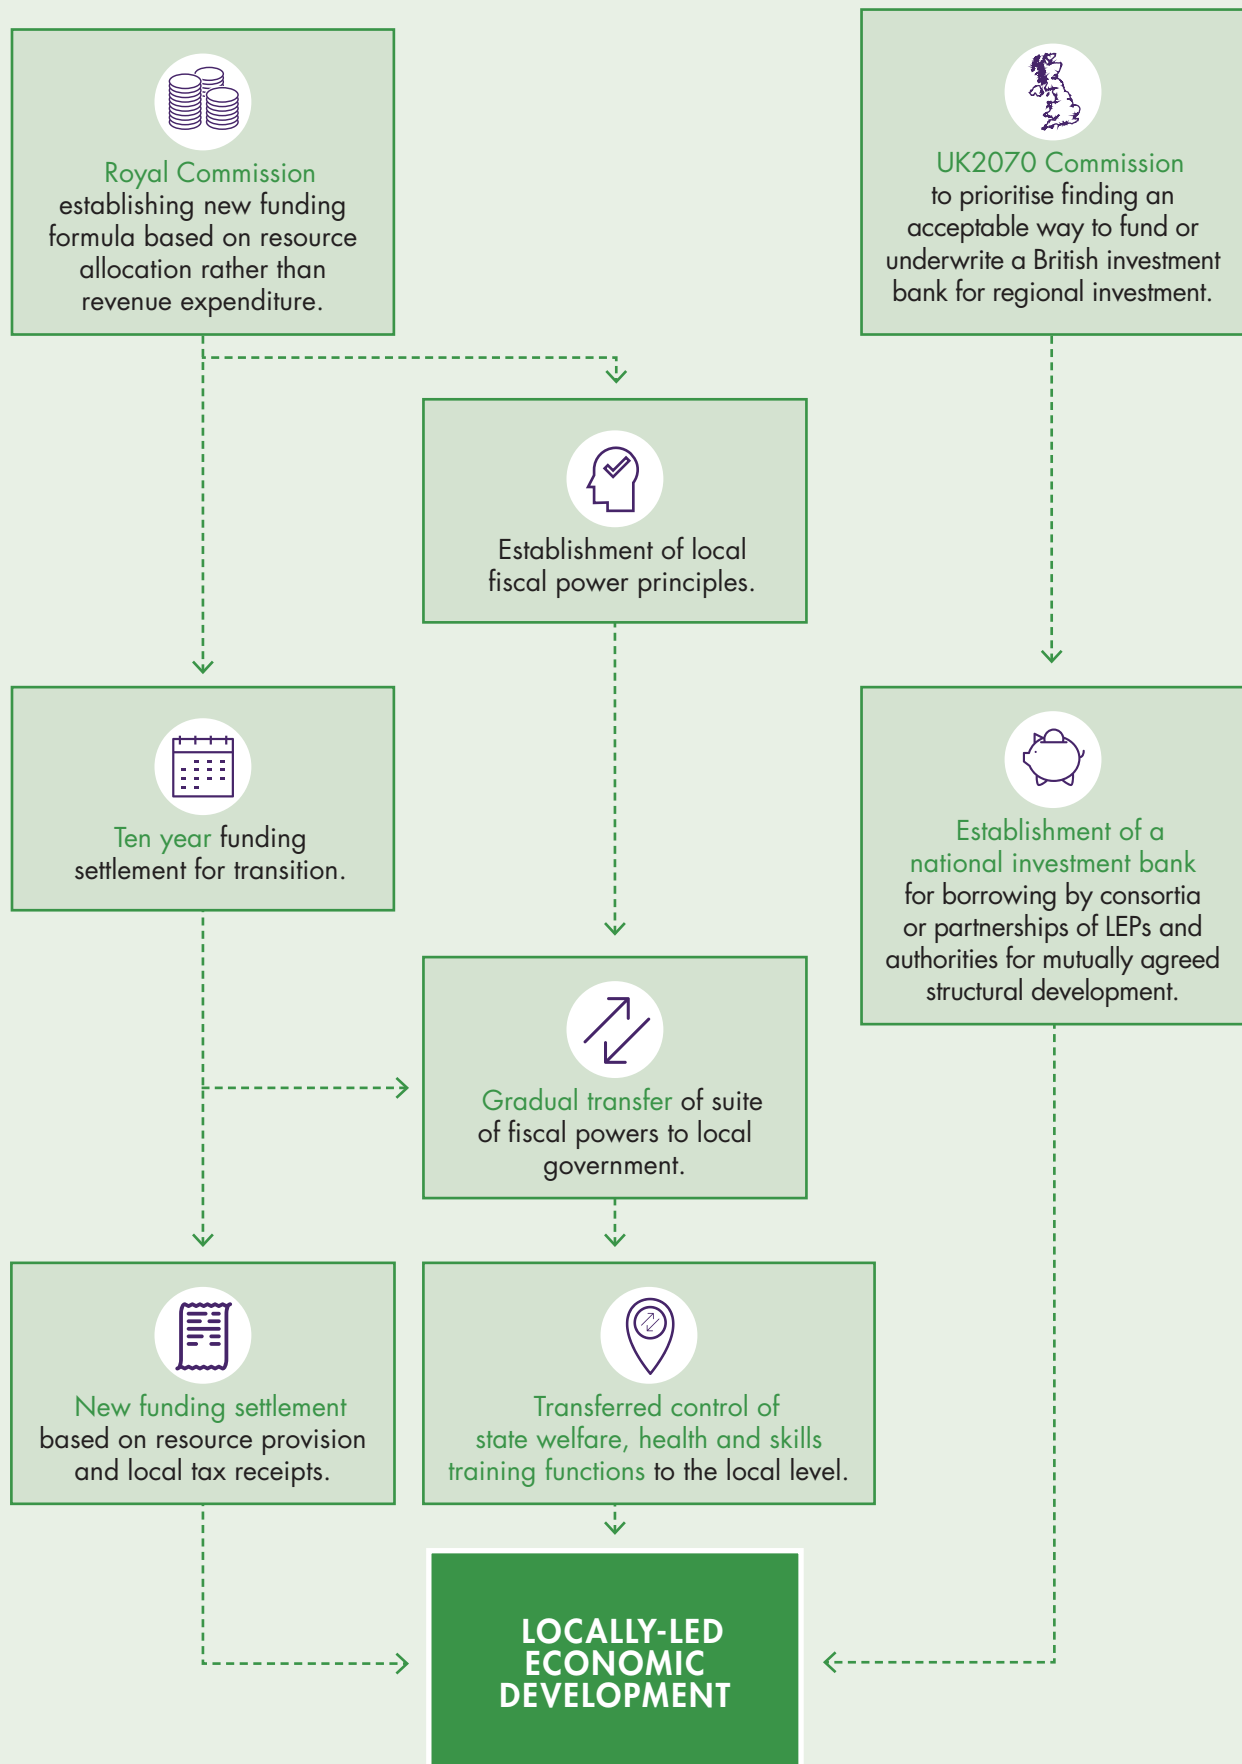 Royal Commission
establishing new funding
formula based on resource
allocation rather than
revenue expenditure.
UK2070 Commission
to prioritise finding an
acceptable way to fund or
underwrite a British investment
bank for regional investment.
Establishment of local
fiscal power principles.
Ten year funding
settlement for transition.
Establishment of a
national investment bank
for borrowing by consortia
or partnerships of LEPs and
authorities for mutually agreed
structural development.
Gradual transfer of suite
of fiscal powers to local
government.
New funding settlement
based on resource provision
and local tax receipts.
Transferred control of
state welfare, health and skills
training functions to the local level.
LOCALLY-LED
ECONOMIC
DEVELOPMENT